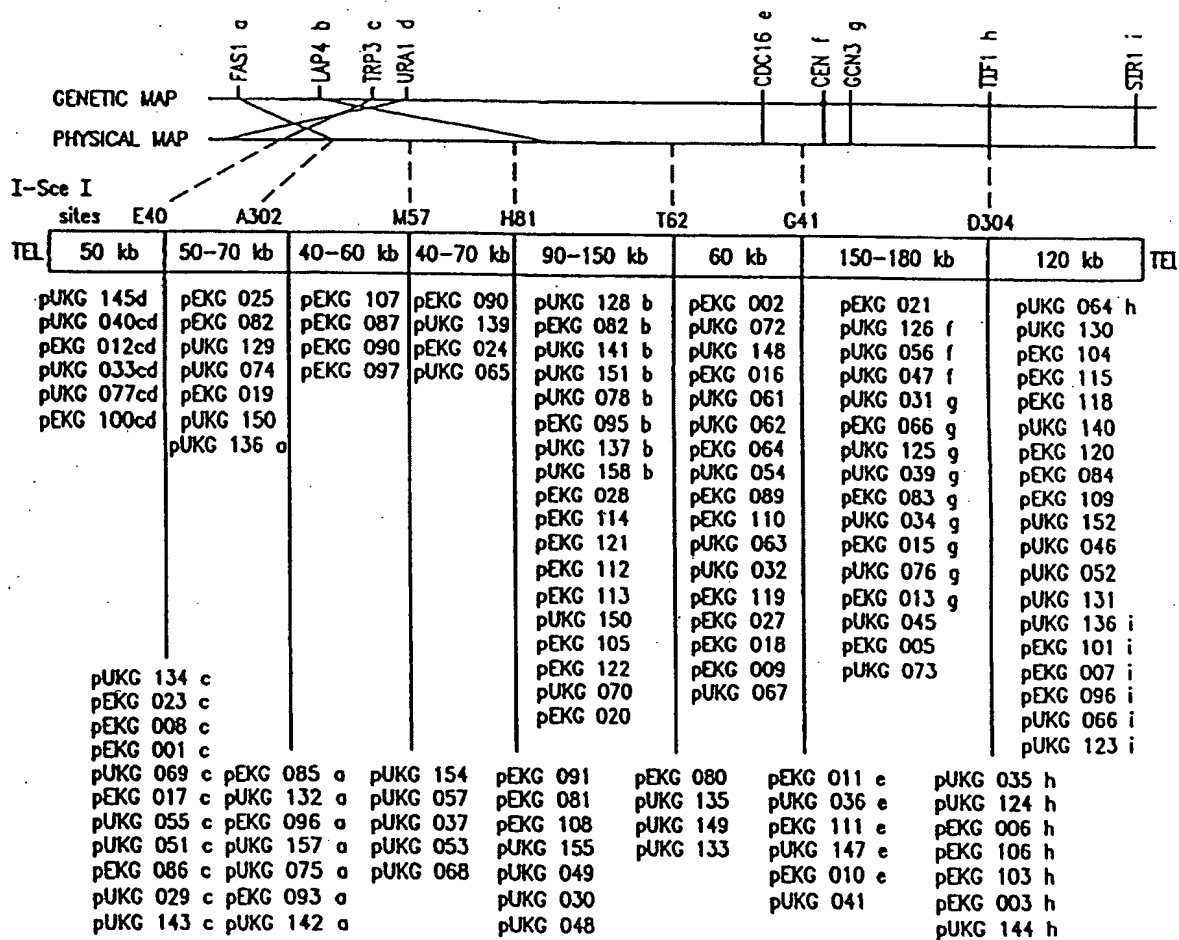 FAS1 a
LAP4 b
TRP3 c
URA1 d
CDC16 e
CEN f
GCN3 g
TIF1 h
SIR1 i
GENETIC MAP
PHYSICAL MAP
I-Sce I
sites E40 A302 M57 H81 T62 G41 D304
TEL 50 kb 50-70 kb 40-60 kb 40-70 kb 90-150 kb 60 kb 150-180 kb 120 kb TEL
pUKG 145d pEKG 025 pEKG 107 pEKG 090 pUKG 128 b pEKG 002 pEKG 021 pUKG 064 h
pUKG 040cd pEKG 082 pEKG 087 pUKG 139 pEKG 082 b pUKG 072 pUKG 126 f pUKG 130
pEKG 012cd pUKG 129 pEKG 090 pEKG 024 pUKG 141 b pUKG 148 pUKG 056 f pEKG 104
pUKG 033cd pUKG 074 pEKG 097 pUKG 065 pUKG 151 b pEKG 016 pUKG 047 f pEKG 115
pUKG 077cd pEKG 019 pUKG 078 b pUKG 061 pUKG 031 g pEKG 118
pEKG 100cd pUKG 150 pEKG 095 b pUKG 062 pEKG 066 g pUKG 140
pUKG 136 a pUKG 137 b pEKG 064 pUKG 125 g pEKG 120
pUKG 158 b pUKG 054 pUKG 039 g pEKG 084
pEKG 028 pEKG 089 pEKG 083 g pEKG 109
pEKG 114 pEKG 110 pUKG 034 g pUKG 152
pEKG 121 pUKG 063 pEKG 015 g pUKG 046
pEKG 112 pUKG 032 pUKG 076 g pUKG 052
pEKG 113 pEKG 119 pEKG 013 g pUKG 131
pUKG 150 pEKG 027 pUKG 045 pUKG 136 i
pEKG 105 pEKG 018 pEKG 005 pEKG 101 i
pEKG 122 pEKG 009 pUKG 073 pEKG 007 i
pUKG 070 pUKG 067 pEKG 096 i
pEKG 020 pUKG 066 i
pUKG 123 i
pUKG 134 c
pEKG 023 c
pEKG 008 c
pEKG 001 c
pUKG 069 c pEKG 085 a pUKG 154 pEKG 091 pEKG 080 pEKG 011 e pUKG 035 h
pEKG 017 c pUKG 132 a pUKG 057 pEKG 081 pUKG 135 pUKG 036 e pUKG 124 h
pUKG 055 c pEKG 096 a pUKG 037 pEKG 108 pUKG 149 pEKG 111 e pEKG 006 h
pUKG 051 c pUKG 157 a pUKG 053 pUKG 155 pUKG 133 pUKG 147 e pEKG 106 h
pEKG 086 c pUKG 075 a pUKG 068 pUKG 049 pEKG 010 e pEKG 103 h
pUKG 029 c pEKG 093 a pUKG 030 pUKG 041 pEKG 003 h
pUKG 143 c pUKG 142 a pUKG 048 pUKG 144 h